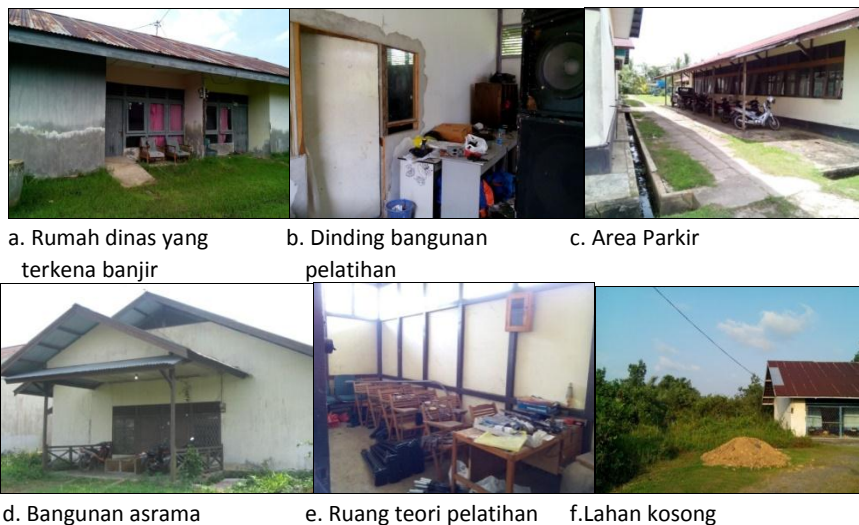 a. Rumah dinas yang
terkena banjir
b. Dinding bangunan
pelatihan
c. Area Parkir
d. Bangunan asrama
e. Ruang teori pelatihan
f.Lahan kosong